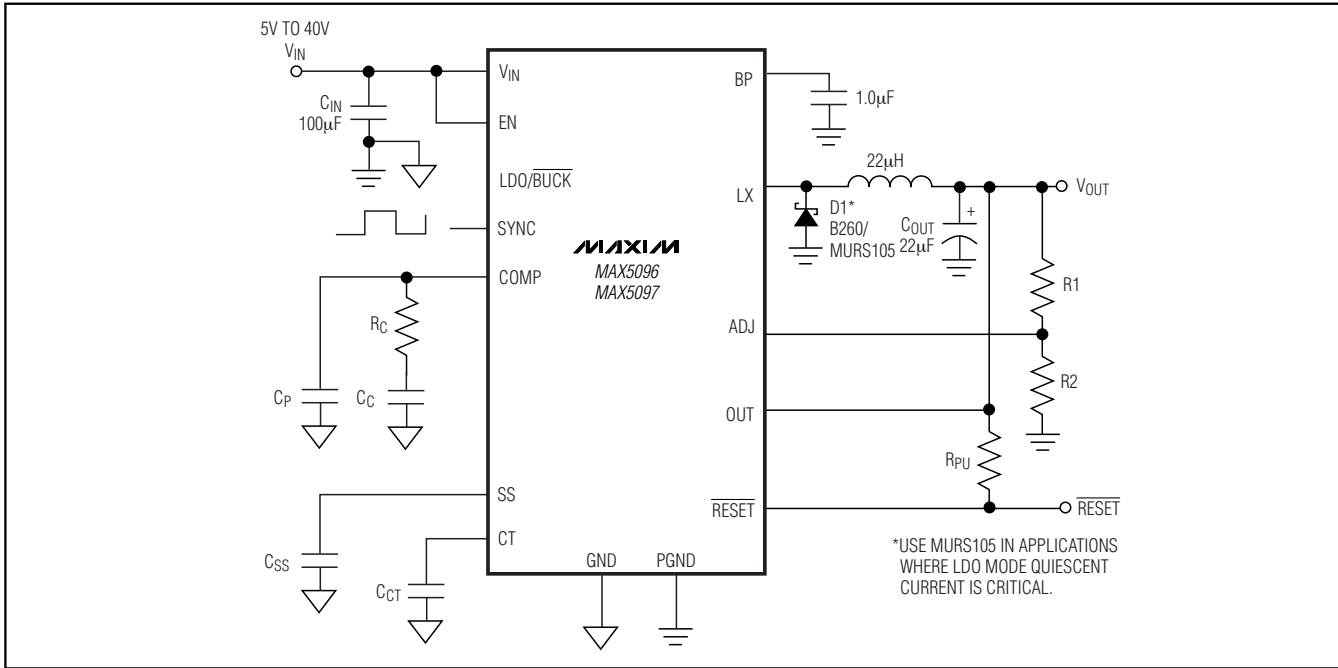 5V TO 40V
VIN
CIN
100µF
VIN
EN
LDO/BUCK
SYNC
COMP
RC
CP
CC
SS
CT
CSS
CCT
GND
PGND
MAXIM
MAX5096
MAX5097
BP
1.0µF
22µH
LX
VOUT
D1*
B260/
MURS105
COUT
+
22µF
R1
ADJ
R2
OUT
RPU
RESET
RESET
*USE MURS105 IN APPLICATIONS
WHERE LDO MODE QUIESCENT
CURRENT IS CRITICAL.